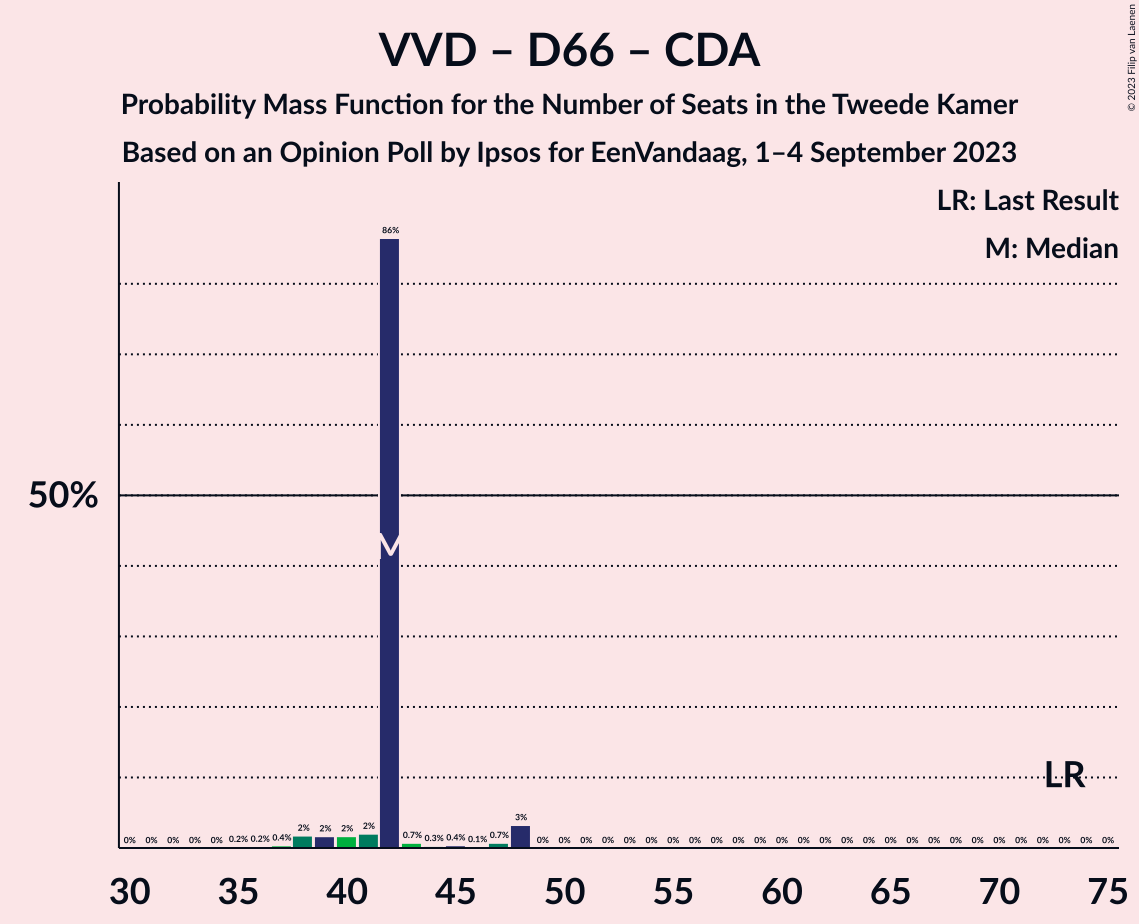 VVD – D66 – CDA
Probability Mass Function for the Number of Seats in the Tweede Kamer
Based on an Opinion Poll by Ipsos for EenVandaag, 1–4 September 2023
© 2023 Filip van Laenen
LR: Last Result
M: Median
86%
50%
M
LR
0% 0% 0% 0% 0% 0.2% 0.2% 0.4% 2% 2% 2% 2% 0.7% 0.3% 0.4% 0.1% 0.7% 3% 0% 0% 0% 0% 0% 0% 0% 0% 0% 0% 0% 0% 0% 0% 0% 0% 0% 0% 0% 0% 0% 0% 0% 0% 0% 0% 0%
30 35 40 45 50 55 60 65 70 75